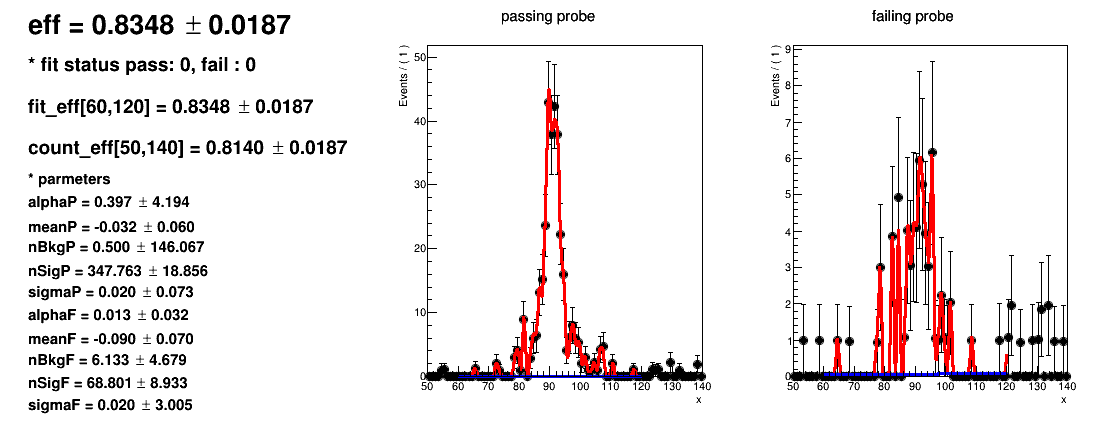 eff = 0.8348 ± 0.0187
* fit status pass: 0, fail : 0
fit_eff[60,120] = 0.8348 ± 0.0187
count_eff[50,140] = 0.8140 ± 0.0187
* parmeters
alphaP = 0.397 ± 4.194
meanP = -0.032 ± 0.060
nBkgP = 0.500 ± 146.067
nSigP = 347.763 ± 18.856
sigmaP = 0.020 ± 0.073
alphaF = 0.013 ± 0.032
meanF = -0.090 ± 0.070
nBkgF = 6.133 ± 4.679
nSigF = 68.801 ± 8.933
sigmaF = 0.020 ± 3.005
passing probe
Events / ( 1 )
50
40
30
20
10
0
50 60 70 80 90 100 110 120 130 140
x
failing probe
Events / ( 1 )
9
8
7
6
5
4
3
2
1
0
50 60 70 80 90 100 110 120 130 140
x